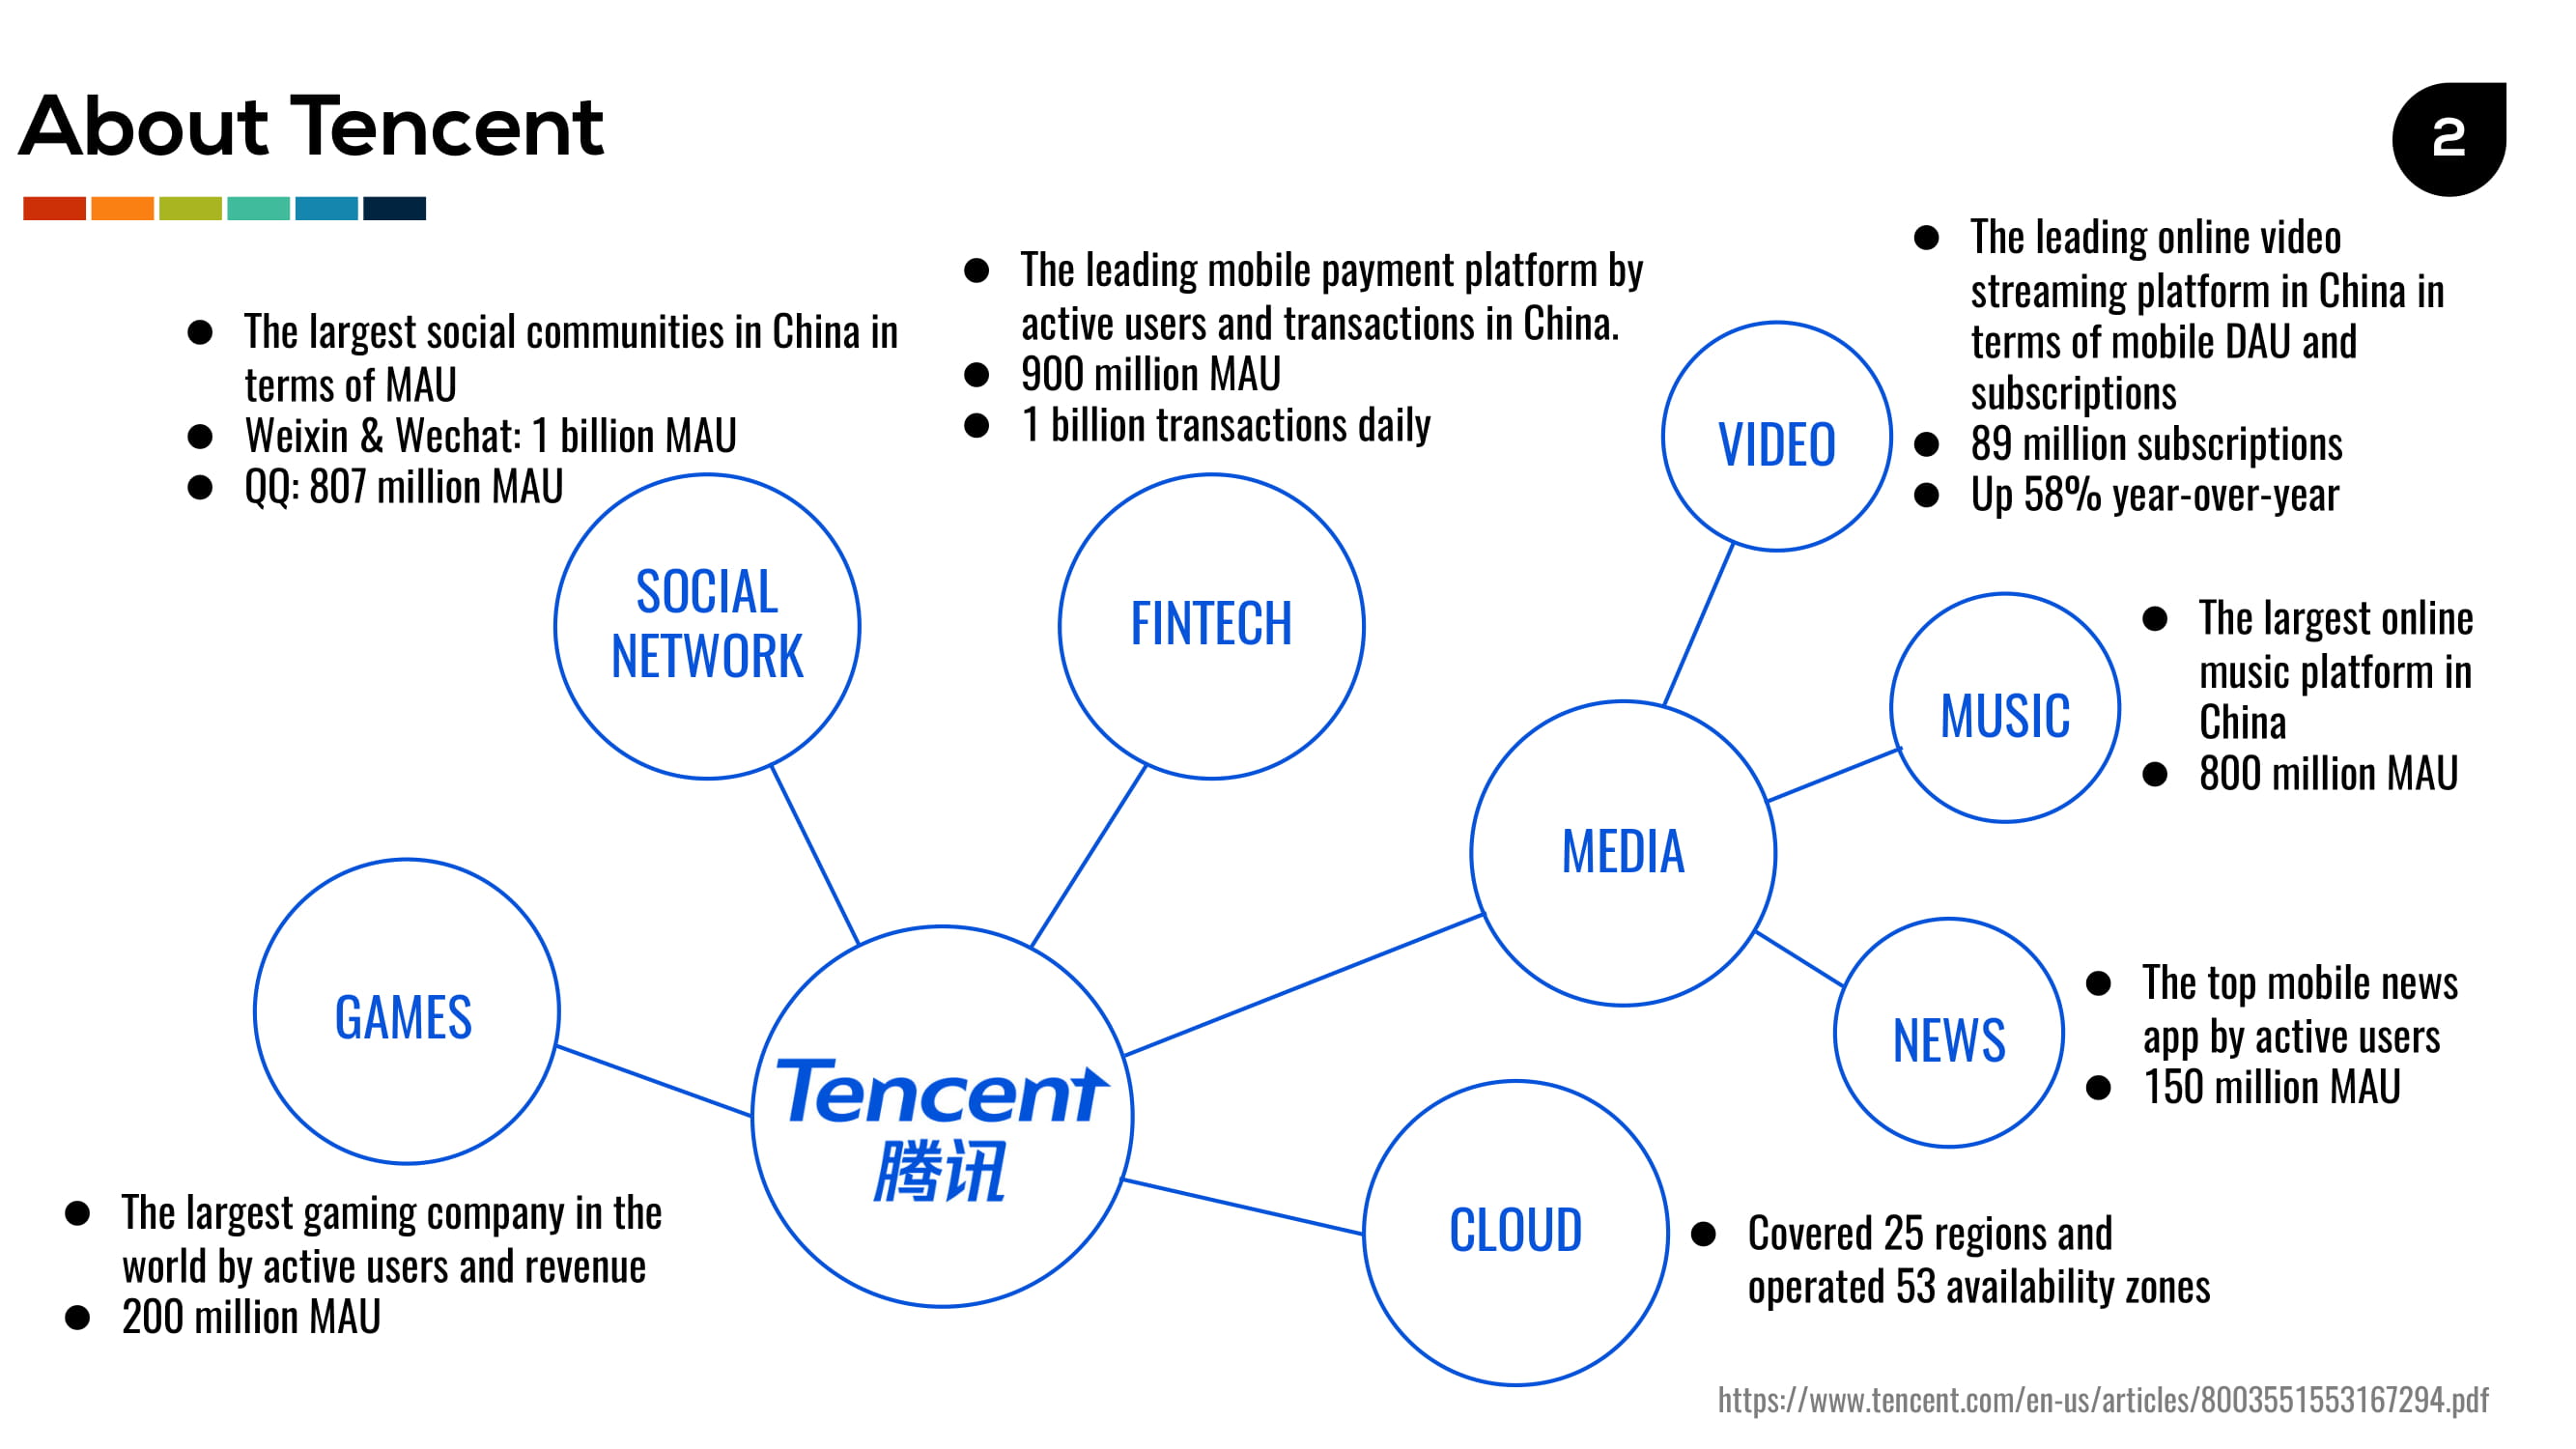 About Tencent
2
● The largest social communities in China in
terms of MAU
● Weixin & Wechat: 1 billion MAU
● QQ: 807 million MAU
SOCIAL
NETWORK
● The leading mobile payment platform by
active users and transactions in China.
● 900 million MAU
● 1 billion transactions daily
FINTECH
● The leading online video
streaming platform in China in
terms of mobile DAU and
subscriptions
● 89 million subscriptions
● Up 58% year-over-year
VIDEO
MUSIC
● The largest online
music platform in
China
● 800 million MAU
MEDIA
NEWS
● The top mobile news
app by active users
● 150 million MAU
GAMES
● The largest gaming company in the
world by active users and revenue
● 200 million MAU
Tencent
腾讯
CLOUD
● Covered 25 regions and
operated 53 availability zones
https://www.tencent.com/en-us/articles/8003551553167294.pdf